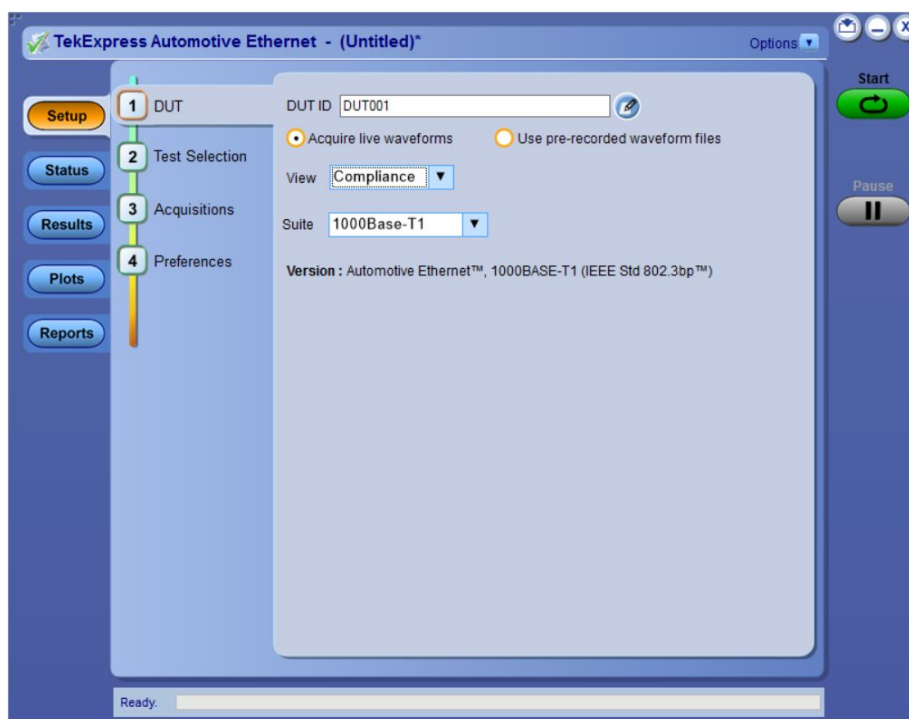 TekExpress Automotive Ethernet - (Untitled)*
Options
X
Start
Pause
Setup
Status
Results
Plots
Reports
1 DUT
2 Test Selection
3 Acquisitions
4 Preferences
DUT ID DUT001
Acquire live waveforms Use pre-recorded waveform files
View Compliance
Suite 1000Base-T1
Version : Automotive Ethernet™, 1000BASE-T1 (IEEE Std 802.3bp™)
Ready.